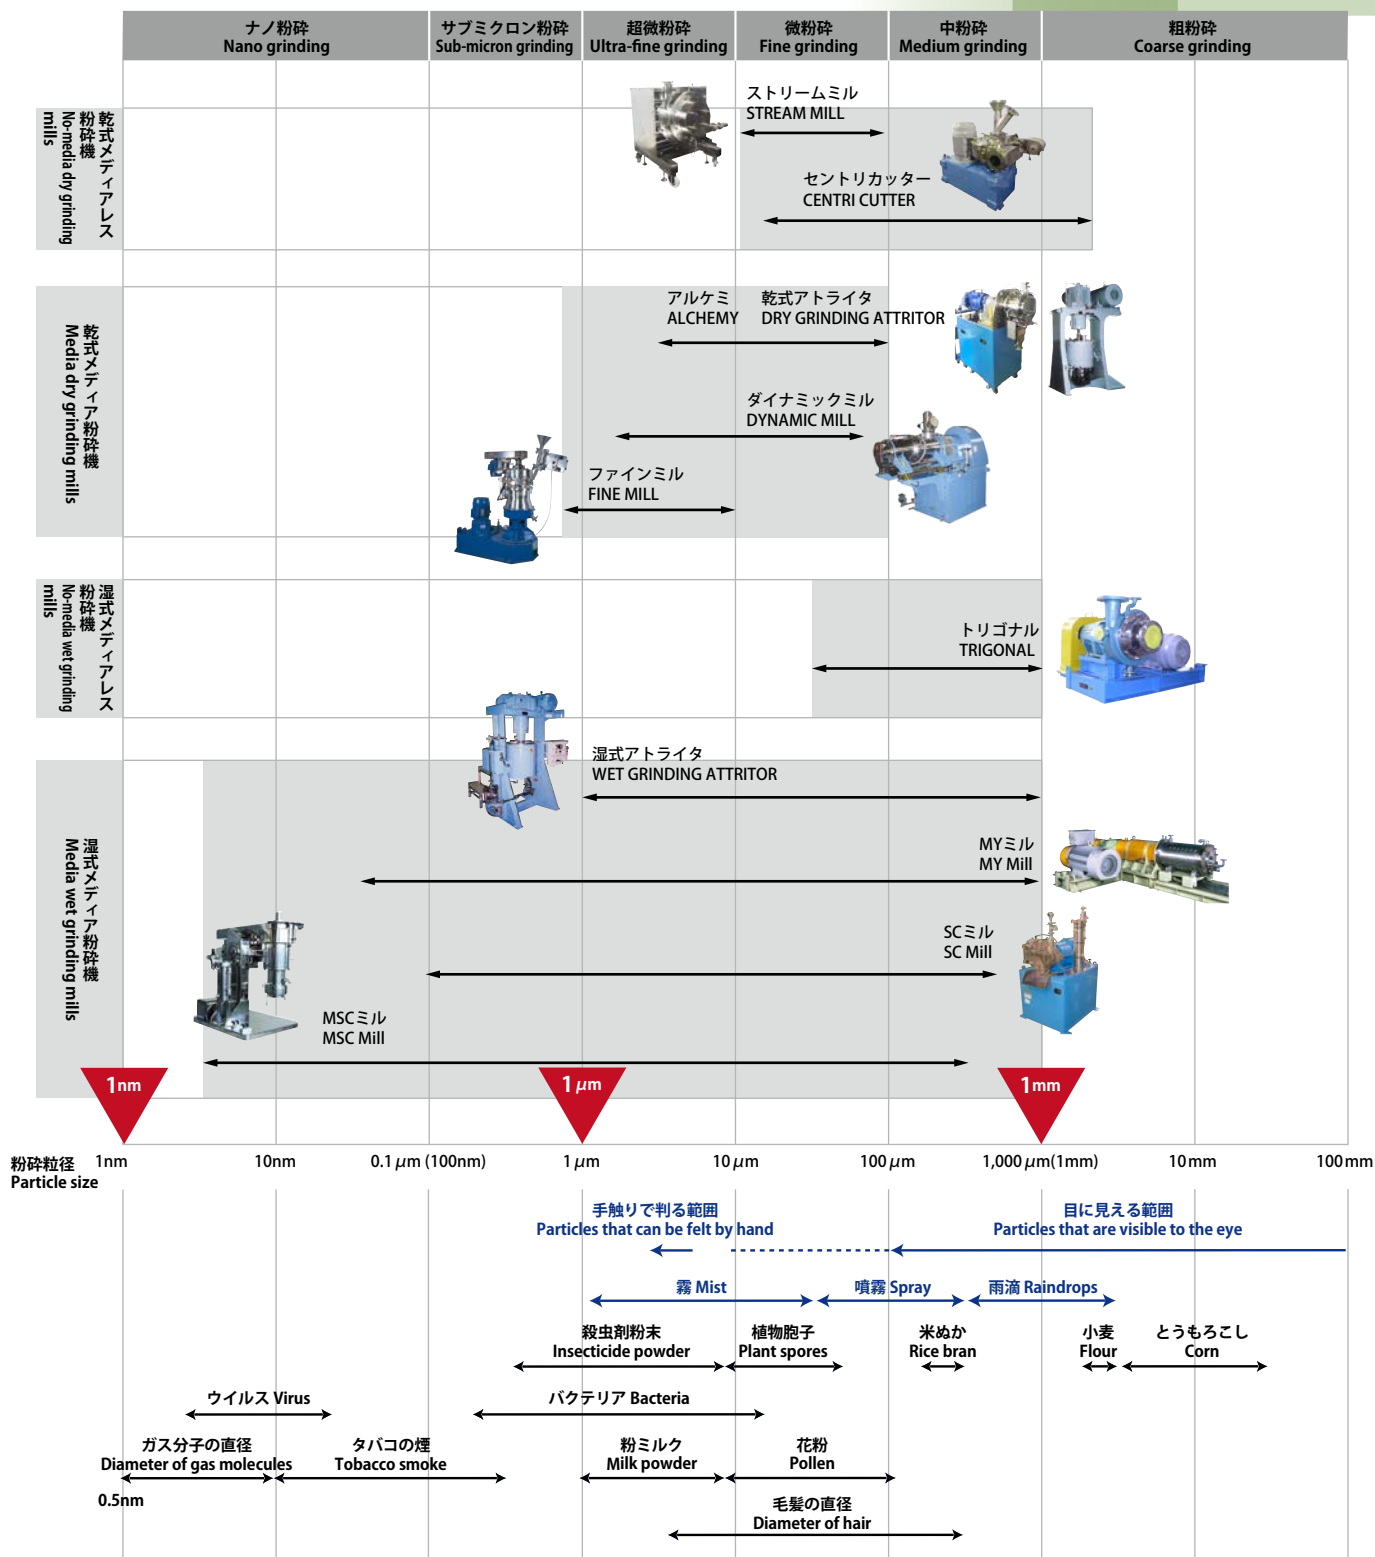 ナノ粉砕
Nano grinding
サブミクロン粉砕
Sub-micron grinding
超微粉砕
Ultra-fine grinding
微粉砕
Fine grinding
中粉砕
Medium grinding
粗粉砕
Coarse grinding
乾式メディアレス
粉砕機
No-media dry grinding
mills
ストリームミル
STREAM MILL
セントリカッター
CENTRI CUTTER
乾式メディア粉砕機
Media dry grinding mills
アルケミ
ALCHEMY
乾式アトライタ
DRY GRINDING ATTRITOR
ダイナミックミル
DYNAMIC MILL
ファインミル
FINE MILL
湿式メディアレス
粉砕機
No-media wet grinding
mills
トリゴナル
TRIGONAL
湿式メディア粉砕機
Media wet grinding mills
湿式アトライタ
WET GRINDING ATTRITOR
MYミル
MY Mill
SCミル
SC Mill
MSCミル
MSC Mill
1nm
1μm
1mm
粉砕粒径
Particle size
1nm
10nm
0.1μm(100nm)
1μm
10μm
100μm
1,000μm(1mm)
10mm
100mm
手触りで判る範囲
Particles that can be felt by hand
目に見える範囲
Particles that are visible to the eye
霧 Mist
噴霧 Spray
雨滴 Raindrops
殺虫剤粉末
Insecticide powder
植物胞子
Plant spores
米ぬか
Rice bran
小麦
Flour
とうもろこし
Corn
ウイルス Virus
バクテリア Bacteria
ガス分子の直径
Diameter of gas molecules
タバコの煙
Tobacco smoke
粉ミルク
Milk powder
花粉
Pollen
0.5nm
毛髪の直径
Diameter of hair